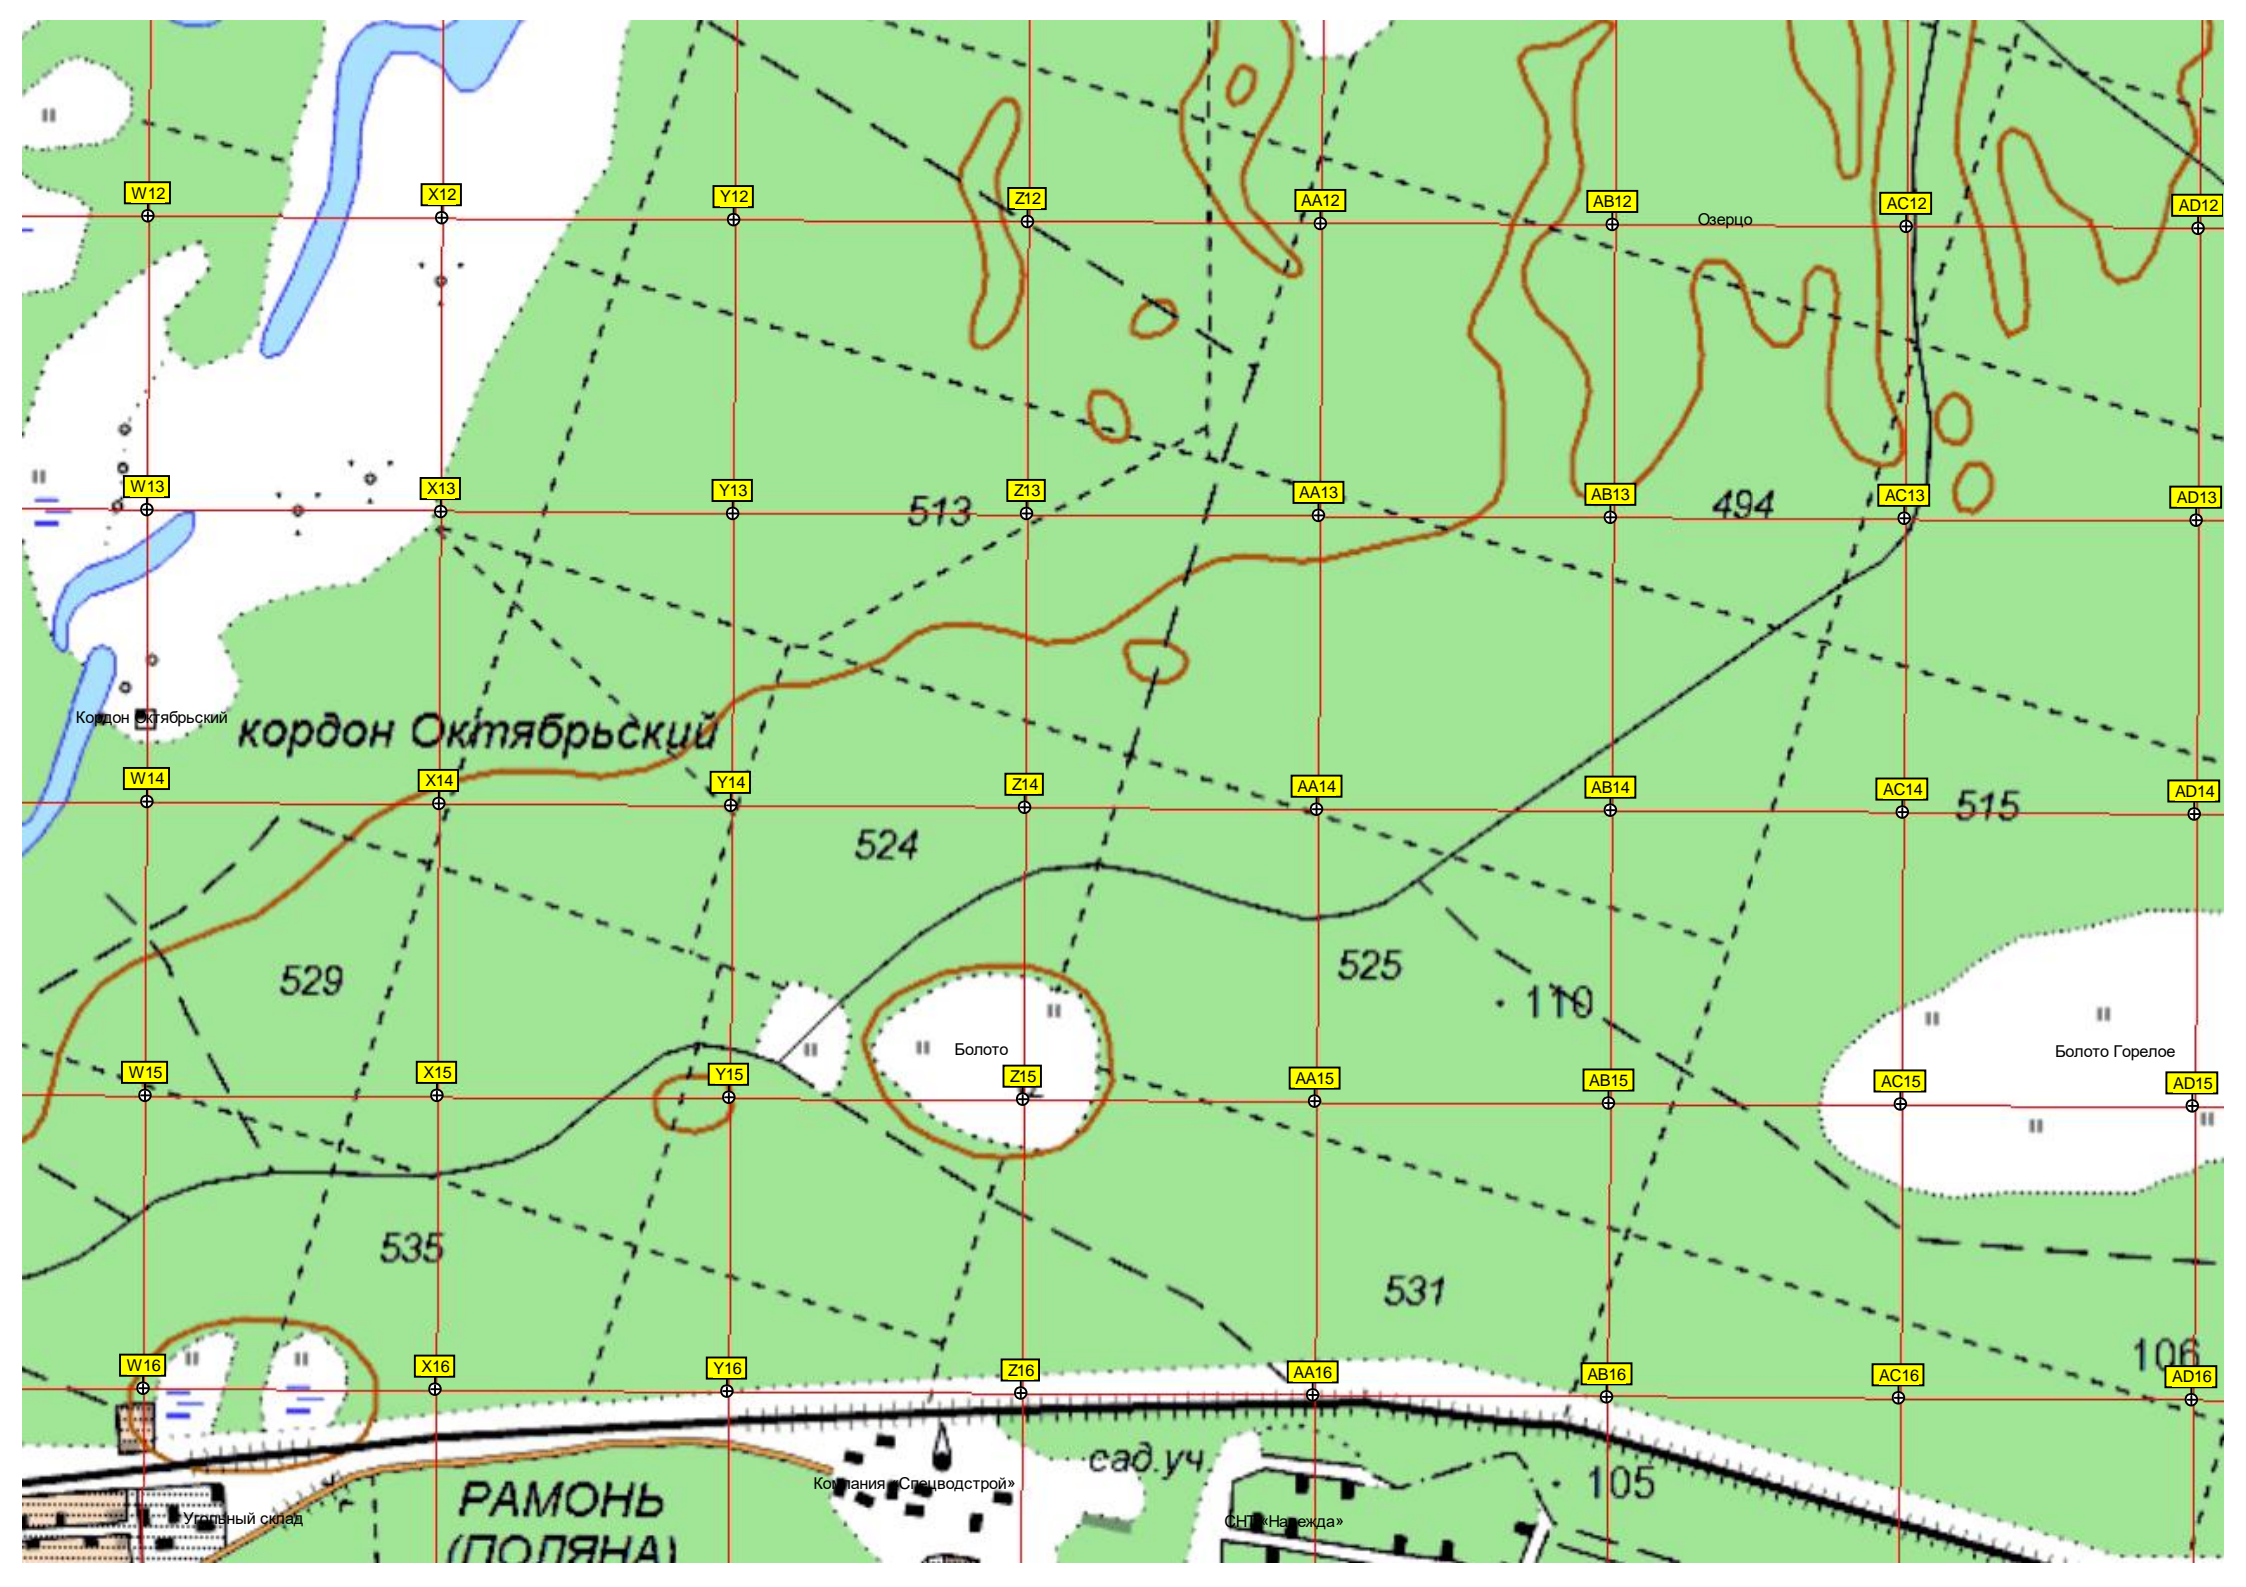 W12 X12 Y12 Z12 AA12 AB12 AC12 AD12
Озерцо
W13 X13 Y13 Z13 AA13 AB13 AC13 AD13
513
494
Кордон Октябрьский
кордон Октябрьский
W14 X14 Y14 Z14 AA14 AB14 AC14 AD14
515
524
525
529
110
Болото
Болото Горелое
W15 X15 Y15 Z15 AA15 AB15 AC15 AD15
535
531
106
W16 X16 Y16 Z16 AA16 AB16 AC16 AD16
сад.уч.
Компания «Спецводстрой»
105
РАМОНЬ
(ПОЛЯНА)
Угольный склад
СНТ «Надежда»